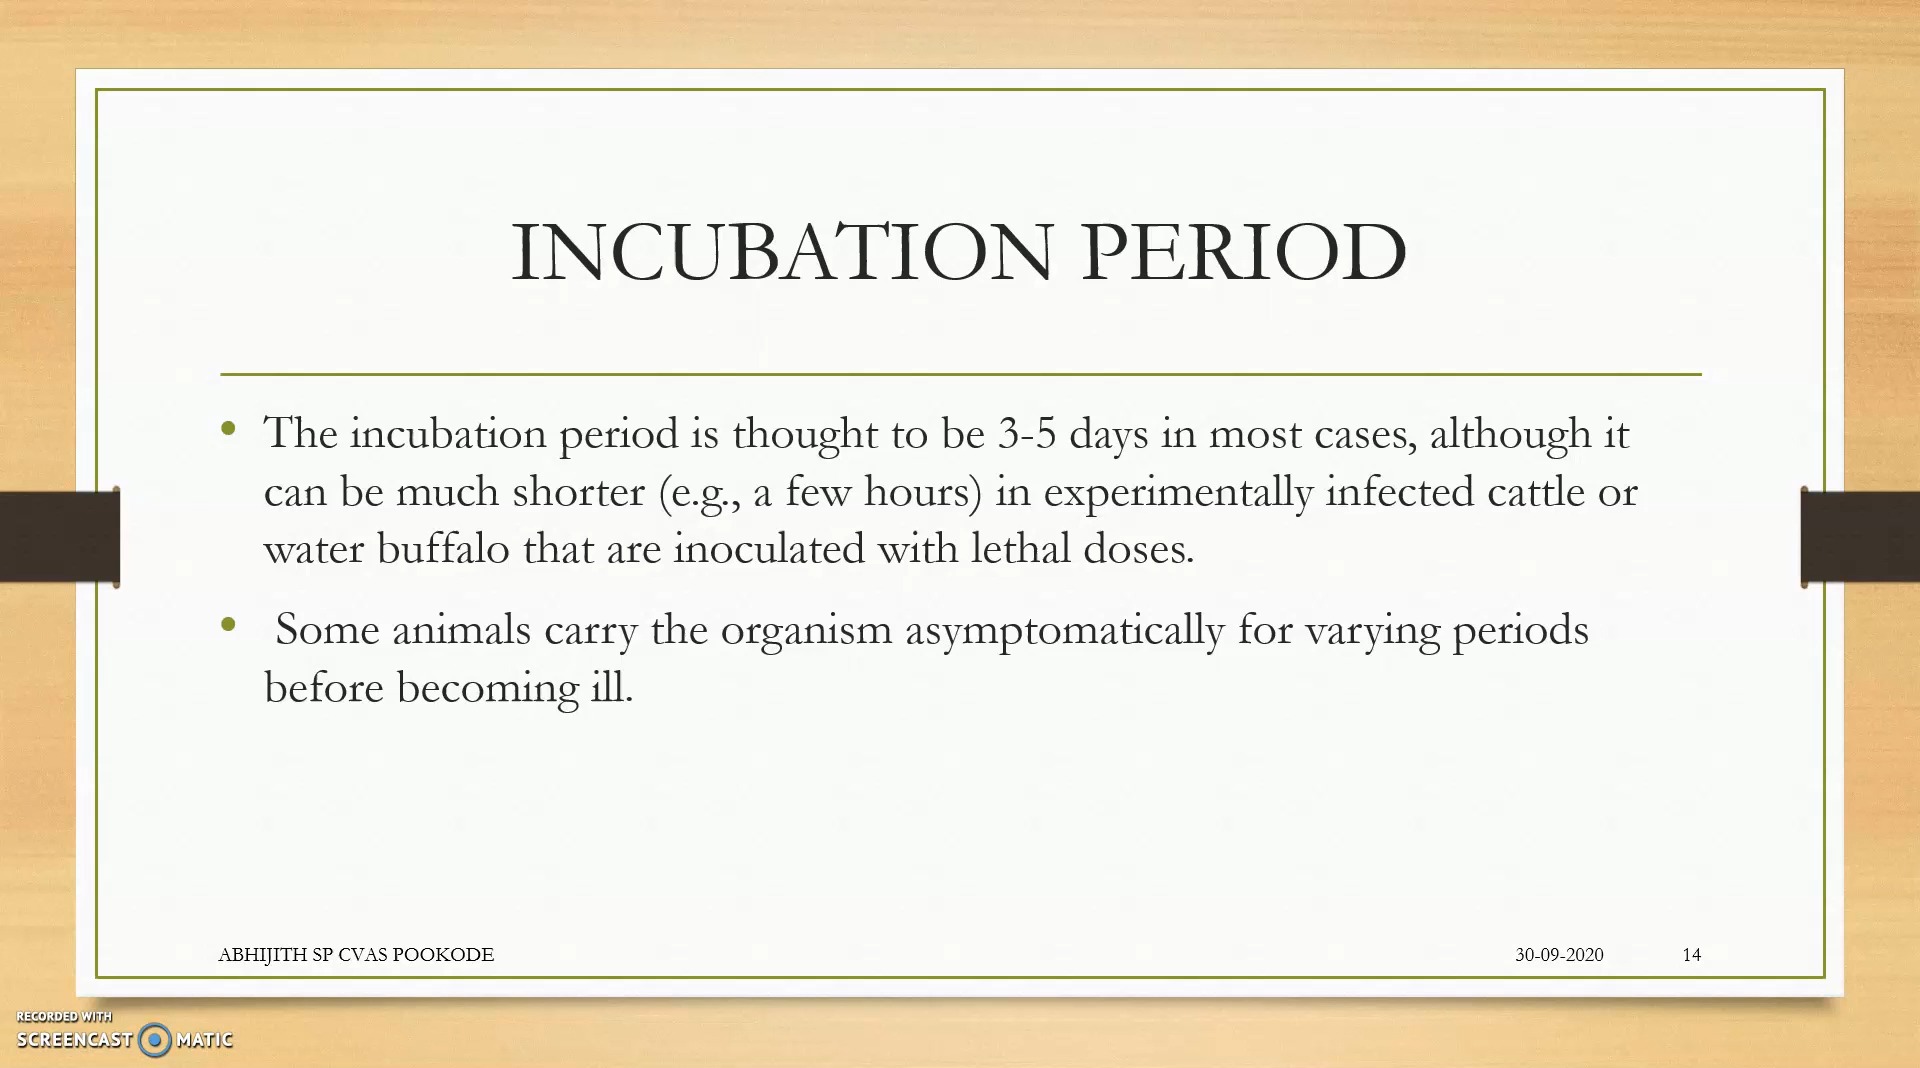 INCUBATION PERIOD
• The incubation period is thought to be 3-5 days in most cases, although it
can be much shorter (e.g., a few hours) in experimentally infected cattle or
water buffalo that are inoculated with lethal doses.
• Some animals carry the organism asymptomatically for varying periods
before becoming ill.
ABHIJITH SP CVAS POOKODE 30-09-2020 14
RECORDED WITH
SCREENCAST MATIC